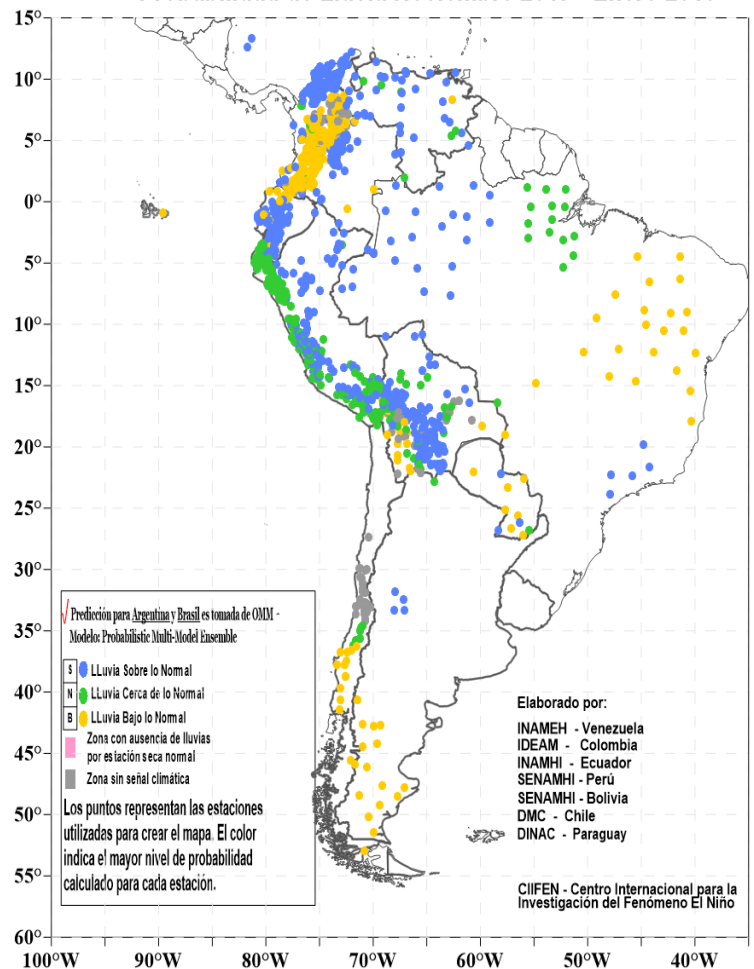 15°
10°
5°
0°
5°
10°
15°
20°
25°
30°
35°
40°
45°
50°
55°
60°
100°W
90°W
80°W
70°W
60°W
50°W
40°W
√ Predicción para Argentina y Brasil es tomada de OMM -
Modelo: Probabilistic Multi-Model Ensemble
S LLuvia Sobre lo Normal
N LLuvia Cerca de lo Normal
B LLuvia Bajo lo Normal
Zona con ausencia de lluvias
por estación seca normal
Zona sin señal climática
Los puntos representan las estaciones
utilizadas para crear el mapa. El color
indica el mayor nivel de probabilidad
calculado para cada estación.
Elaborado por:
INAMEH - Venezuela
IDEAM - Colombia
INAMHI - Ecuador
SENAMHI - Perú
SENAMHI - Bolivia
DMC - Chile
DINAC - Paraguay
CIIFEN - Centro Internacional para la
Investigación del Fenómeno El Niño